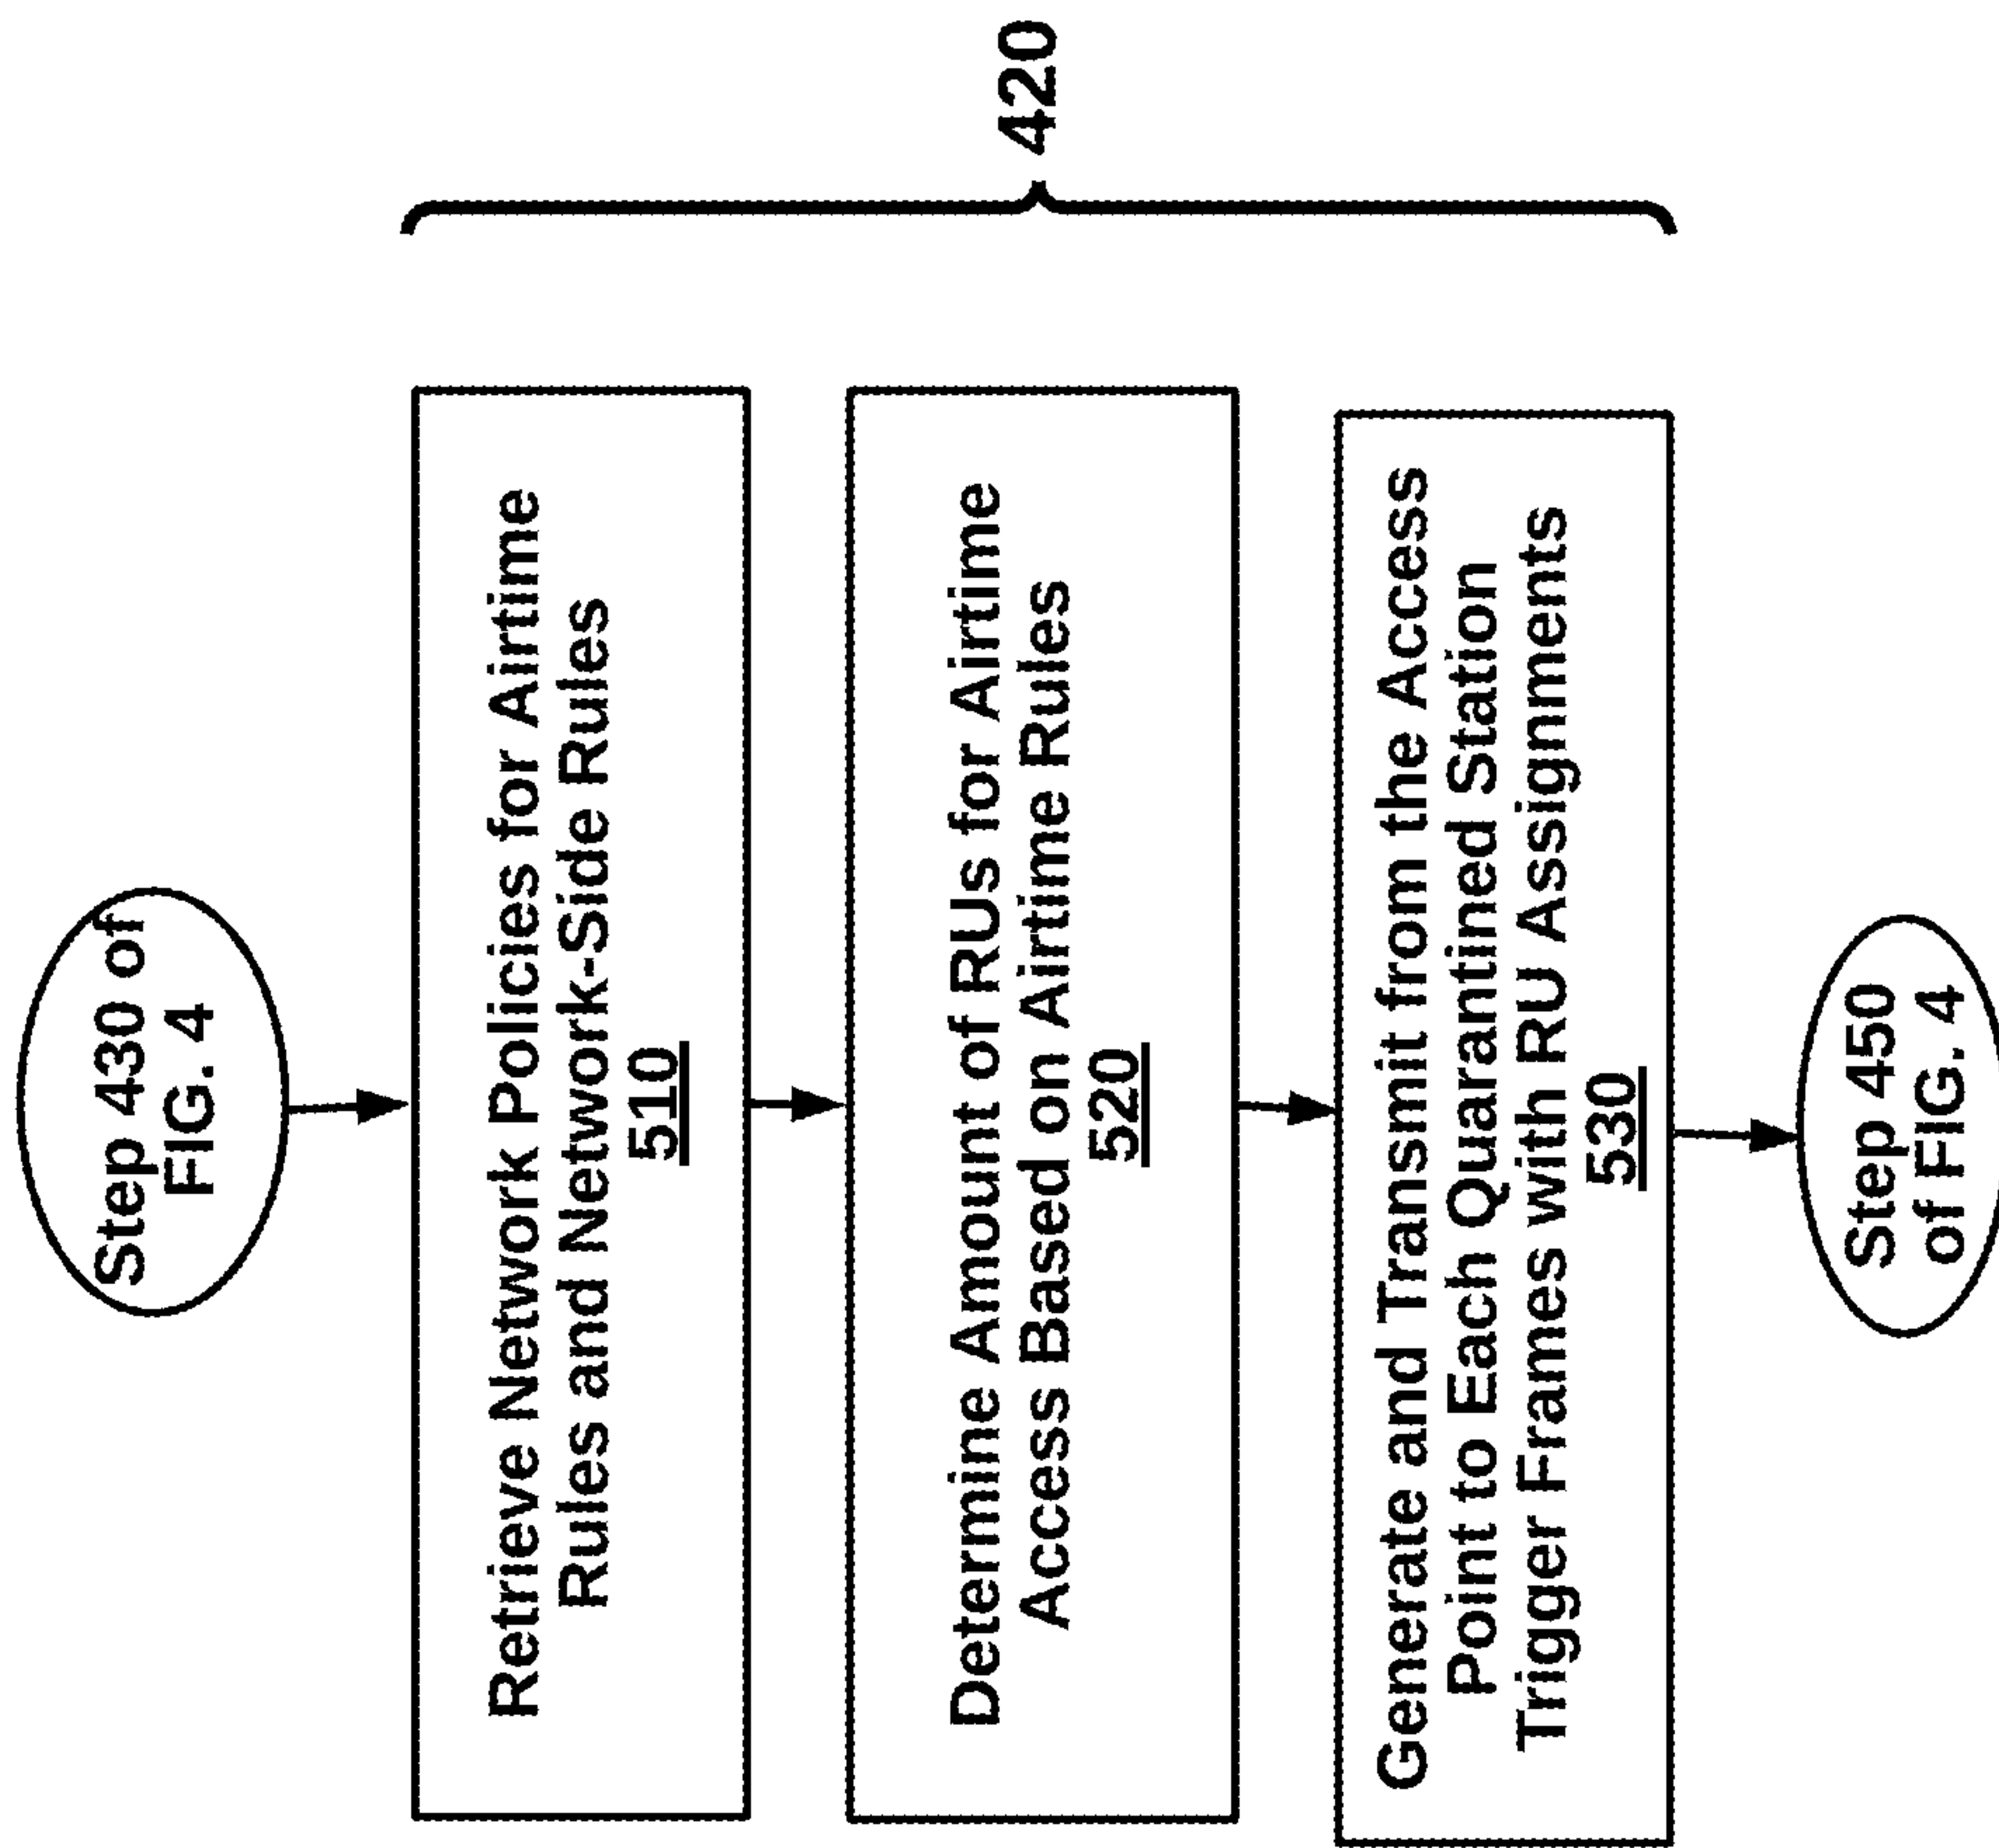 Step 430 of
FIG. 4
Retrieve Network Policies for Airtime
Rules and Network-Side Rules
510
Determine Amount of RUs for Airtime
Access Based on Airtime Rules
520
Generate and Transmit from the Access
Point to Each Quarantined Station
Trigger Frames with RU Assignments
530
Step 450
of FIG. 4
420